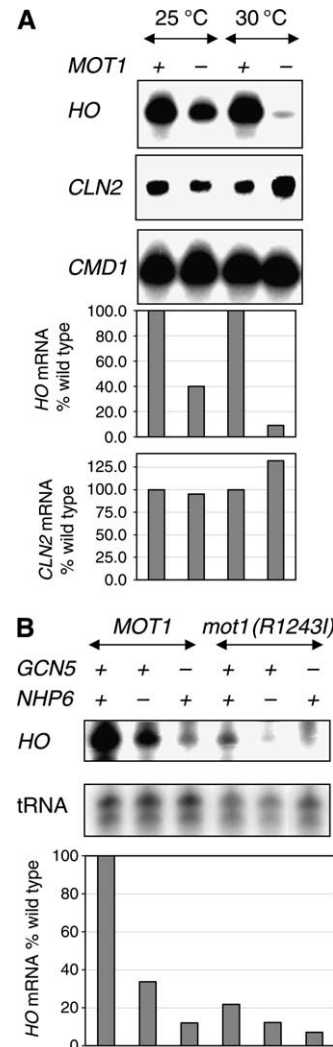 A
25 °C 30 °C
MOT1 + – + –
HO
CLN2
CMD1
HO mRNA
% wild type
100.0
80.0
60.0
40.0
20.0
0.0
CLN2 mRNA
% wild type
125.0
100.0
75.0
50.0
25.0
0.0
B
MOT1 mot1(R1243I)
GCN5 + + – + + –
NHP6 + – + + – +
HO
tRNA
HO mRNA % wild type
100
80
60
40
20
0